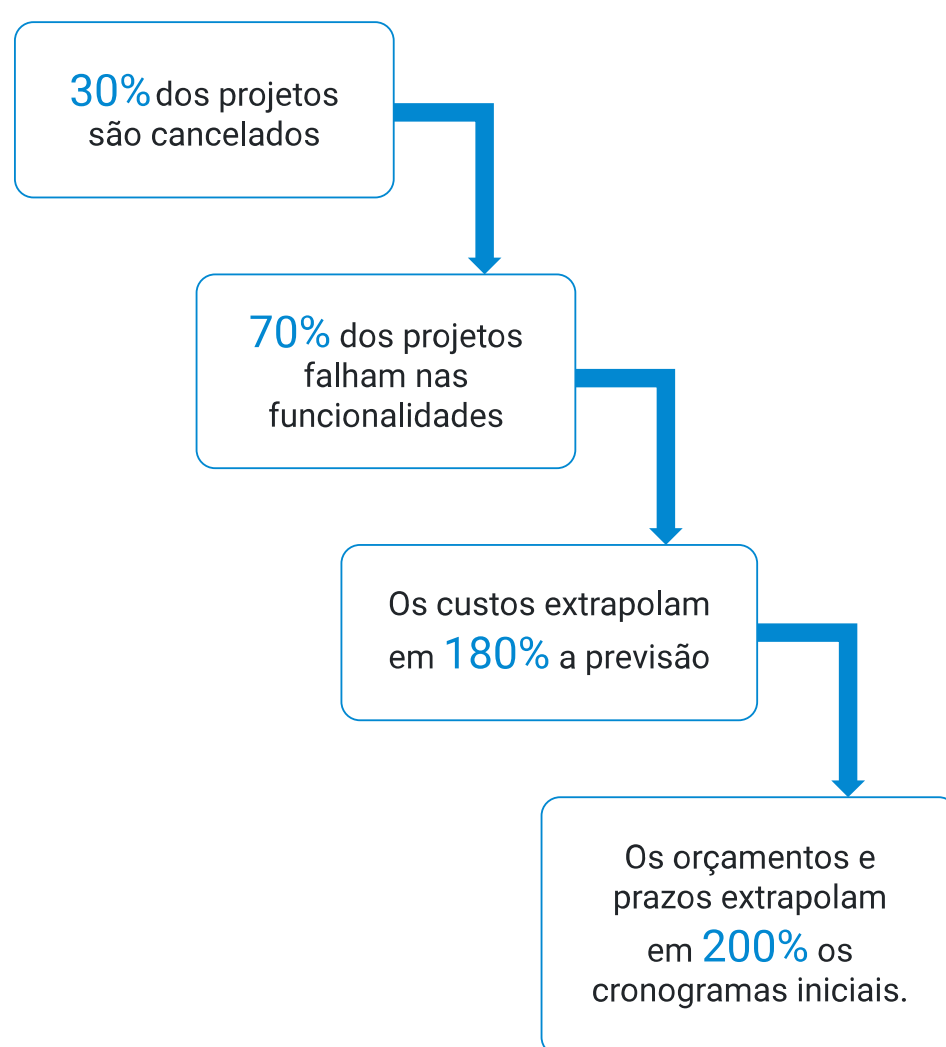 30% dos projetos
são cancelados
70% dos projetos
falham nas
funcionalidades
Os custos extrapolam
em 180% a previsão
Os orçamentos e
prazos extrapolam
em 200% os
cronogramas iniciais.